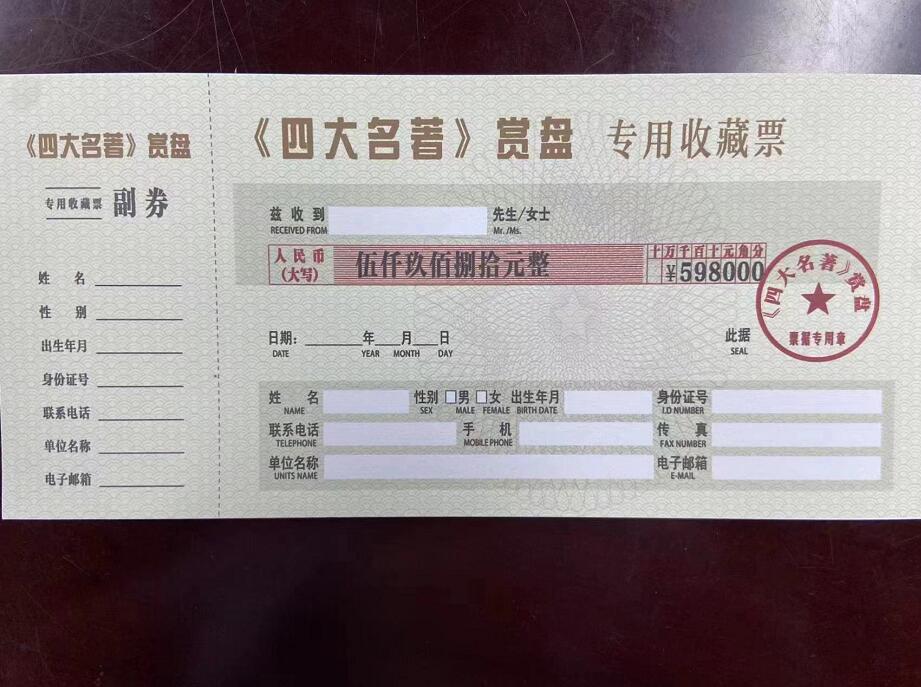 《四大名著》赏盘
专用收藏票 副券
姓 名
性 别
出生年月
身份证号
联系电话
单位名称
电子邮箱
《四大名著》赏盘 专用收藏票
兹收到 先生/女士
RECEIVED FROM Mr./Ms.
人民币 十万千百十元角分
(大写) 伍仟玖佰捌拾元整 ¥598000
日期: 年 月 日 此据
DATE YEAR MONTH DAY SEAL
《四大名著》赏盘
票据专用章
姓 名 性别 男 女 出生年月 身份证号
NAME SEX MALE FEMALE BIRTH DATE I.D NUMBER
联系电话 手 机 传 真
TELEPHONE MOBILE PHONE FAX NUMBER
单位名称 电子邮箱
UNITS NAME E-MAIL